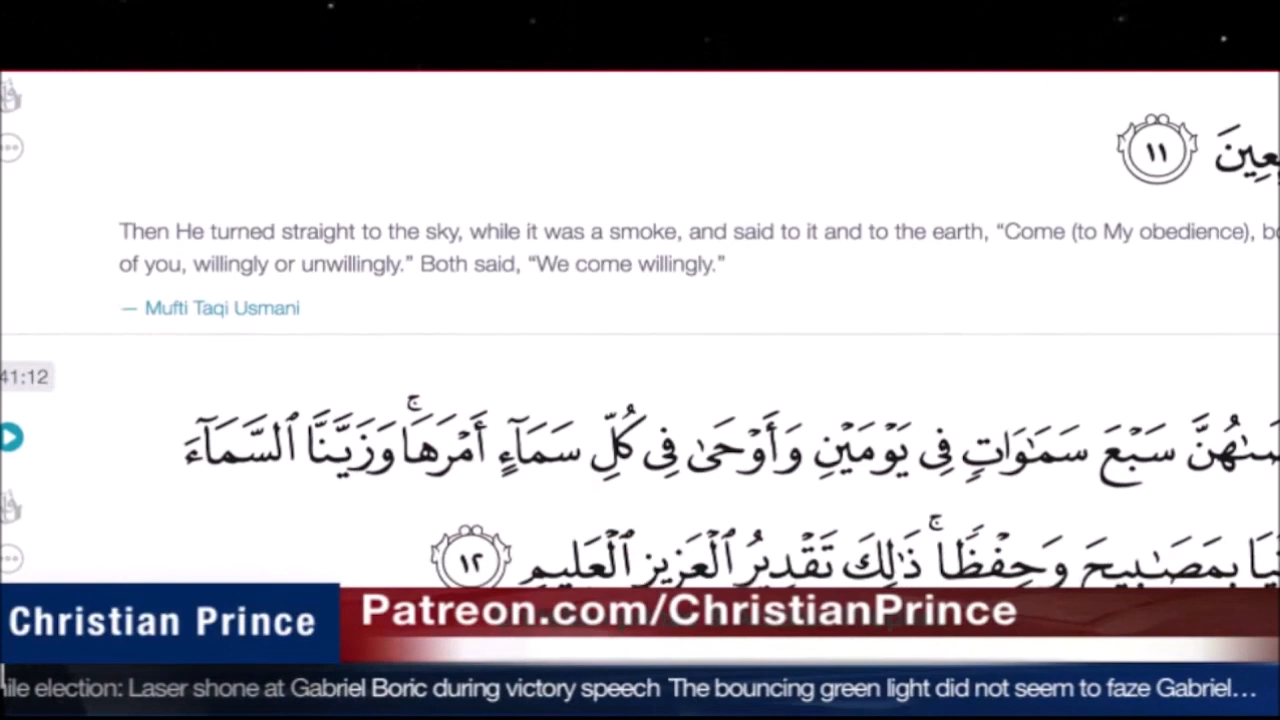 ١١
Then He turned straight to the sky, while it was a smoke, and said to it and to the earth, “Come (to My obedience),
of you, willingly or unwillingly.” Both said, “We come willingly.”
— Mufti Taqi Usmani
41:12
سَبْعَ سَمَـٰوَاتٍ فِى يَوْمَيْنِ وَأَوْحَىٰ فِى كُلِّ سَمَآءٍ أَمْرَهَا ۚ وَزَيَّنَّا ٱلسَّمَآءَ
بِمَصَـٰبِيحَ وَحِفْظًا ۚ ذَٰلِكَ تَقْدِيرُ ٱلْعَزِيزِ ٱلْعَلِيمِ ١٢
Christian Prince
Patreon.com/ChristianPrince
ile election: Laser shone at Gabriel Boric during victory speech The bouncing green light did not seem to faze Gabriel…